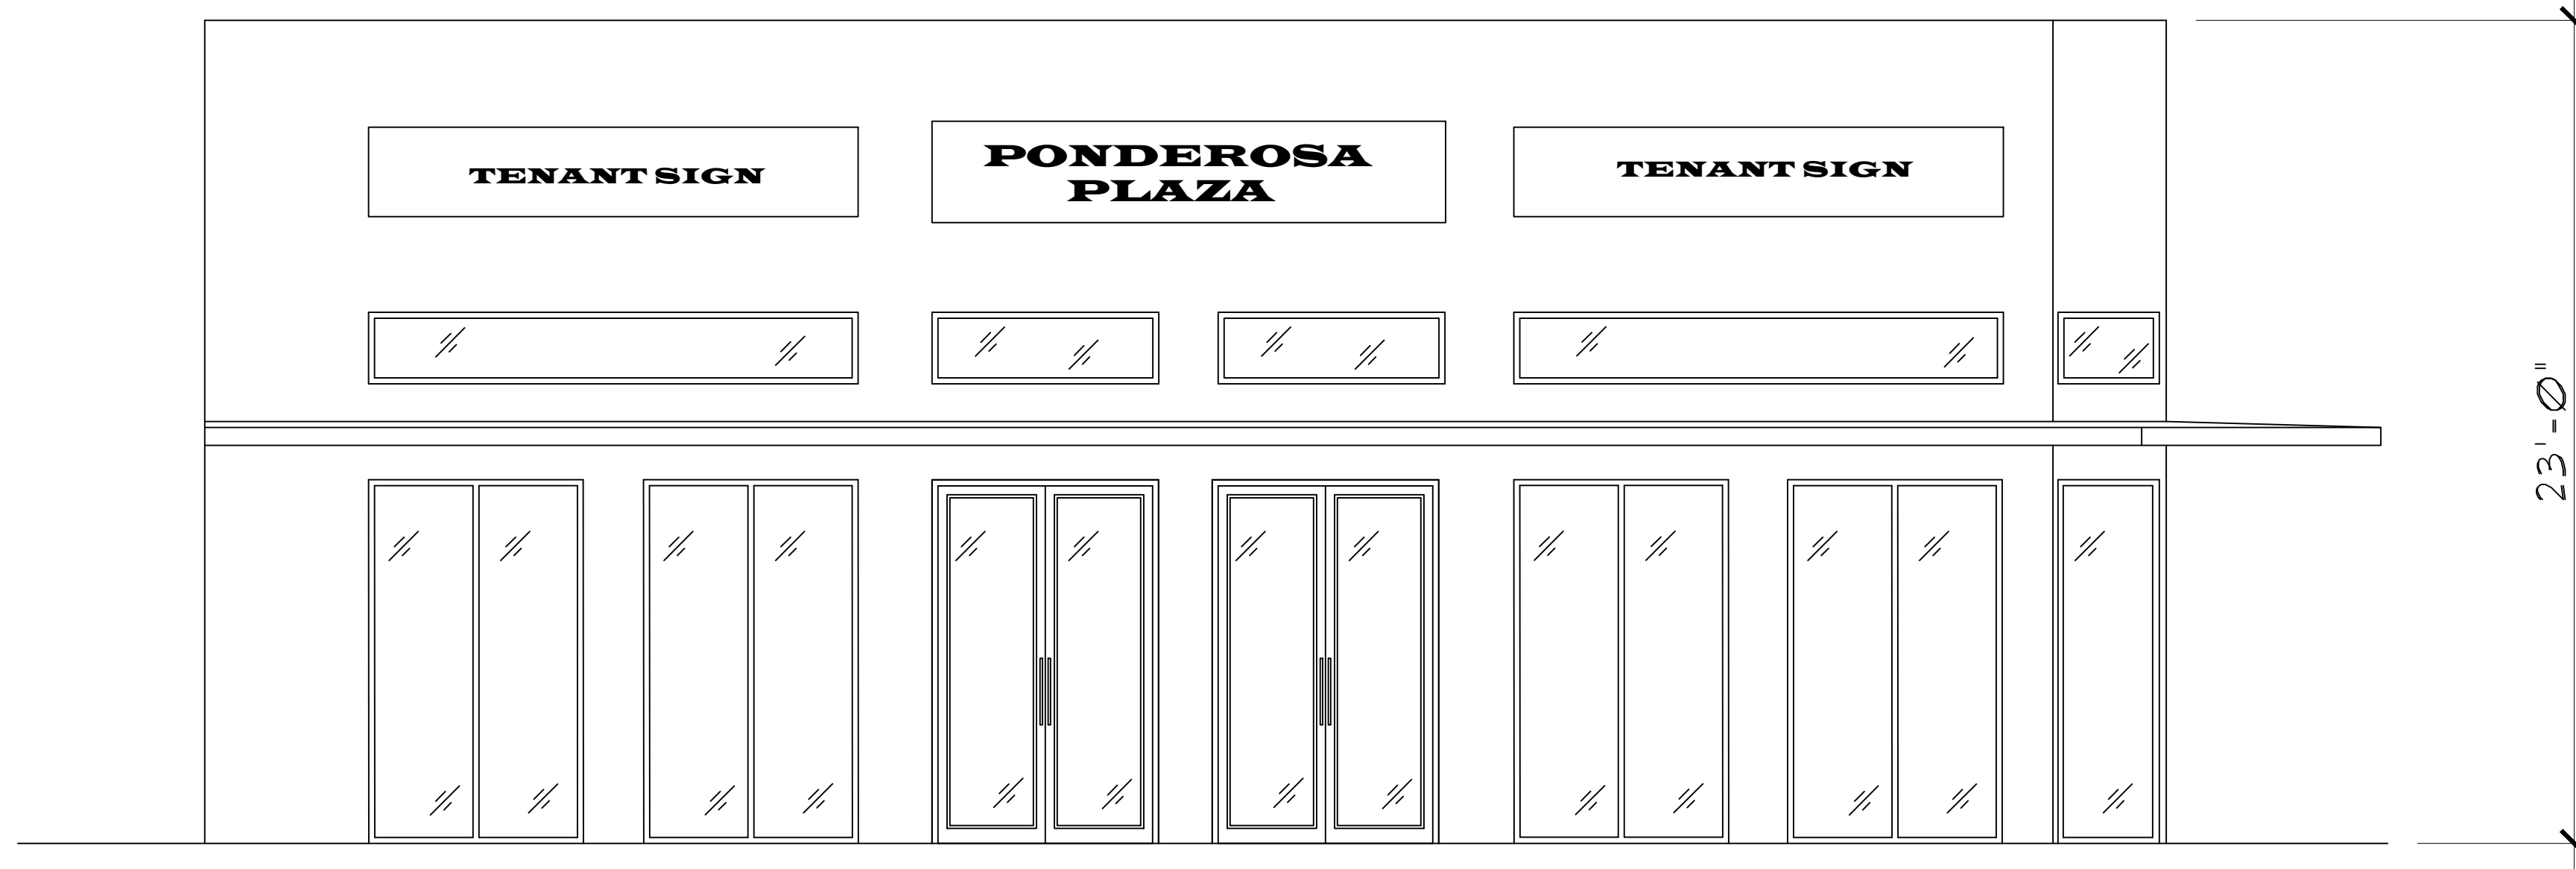 TENANT SIGN
PONDEROSA
PLAZA
TENANT SIGN
23'-0"